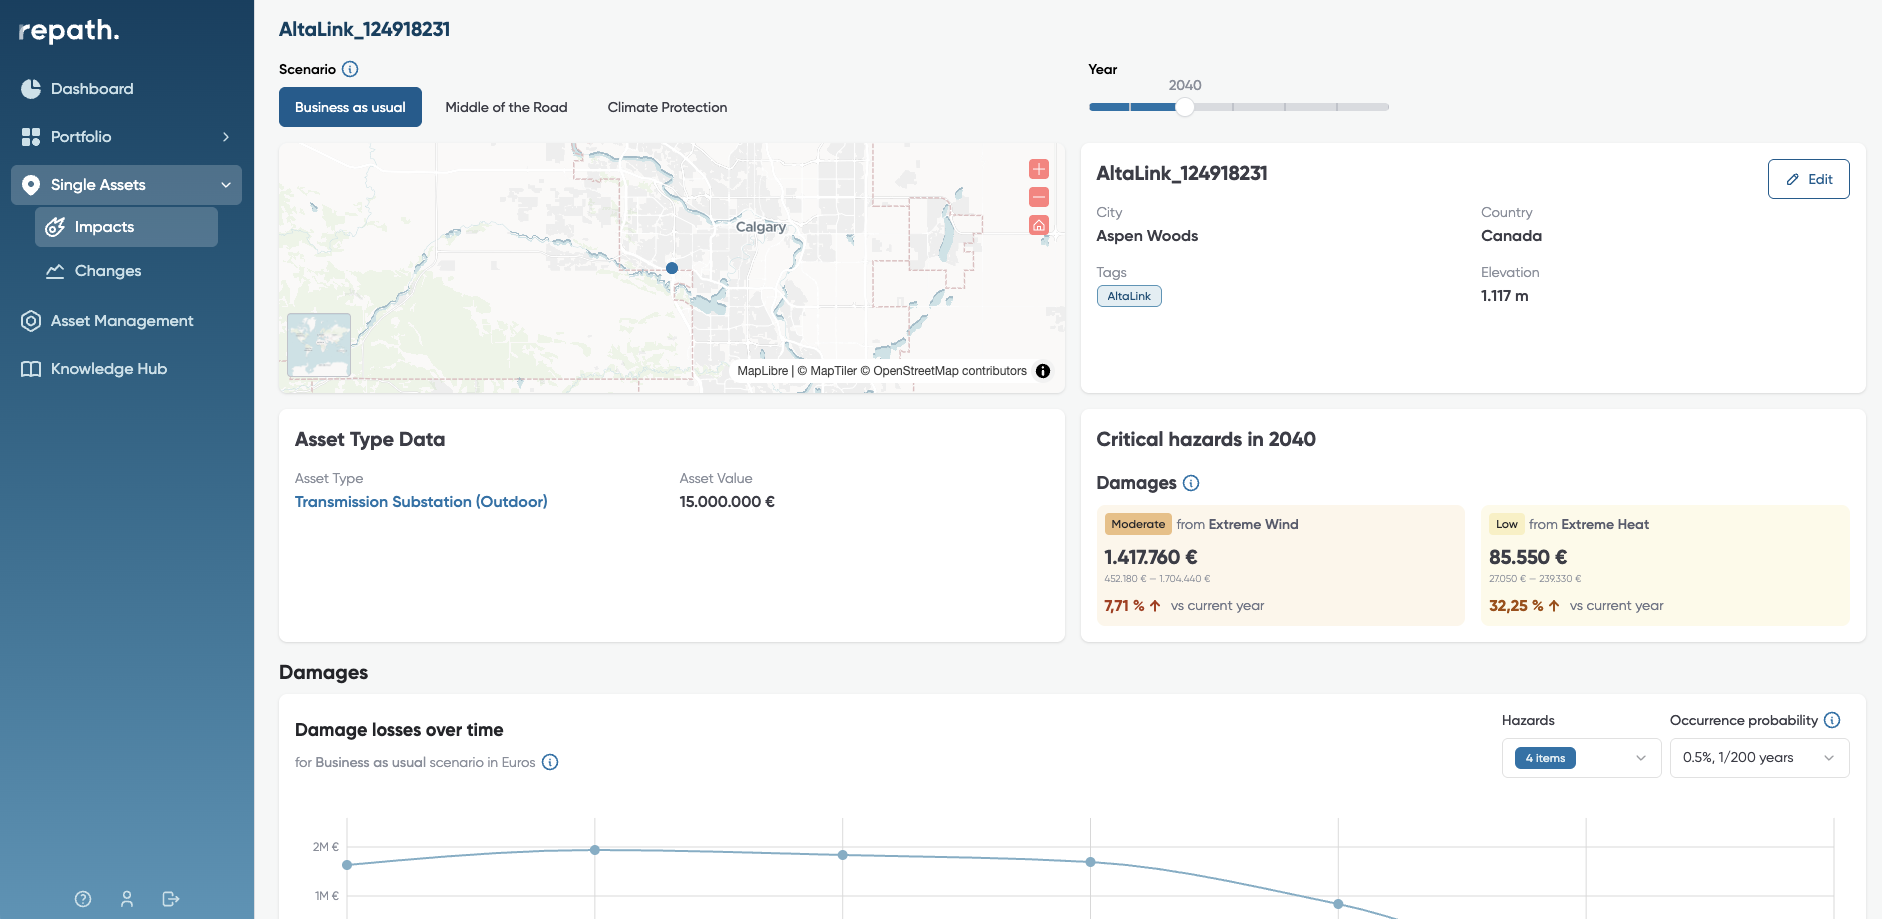 repath.
Dashboard
Portfolio
Single Assets
Impacts
Changes
Asset Management
Knowledge Hub
AltaLink_124918231
Scenario
Business as usual
Middle of the Road
Climate Protection
Year
2040
Calgary
MapLibre | © MapTiler © OpenStreetMap contributors
AltaLink_124918231
Edit
City
Aspen Woods
Country
Canada
Tags
AltaLink
Elevation
1.117 m
Asset Type Data
Asset Type
Transmission Substation (Outdoor)
Asset Value
15.000.000 €
Critical hazards in 2040
Damages
Moderate from Extreme Wind
1.417.760 €
452.180 € — 1.704.440 €
7,71 % ↑ vs current year
Low from Extreme Heat
85.550 €
27.050 € — 239.330 €
32,25 % ↑ vs current year
Damages
Damage losses over time
for Business as usual scenario in Euros
Hazards
4 items
Occurrence probability
0.5%, 1/200 years
2M €
1M €